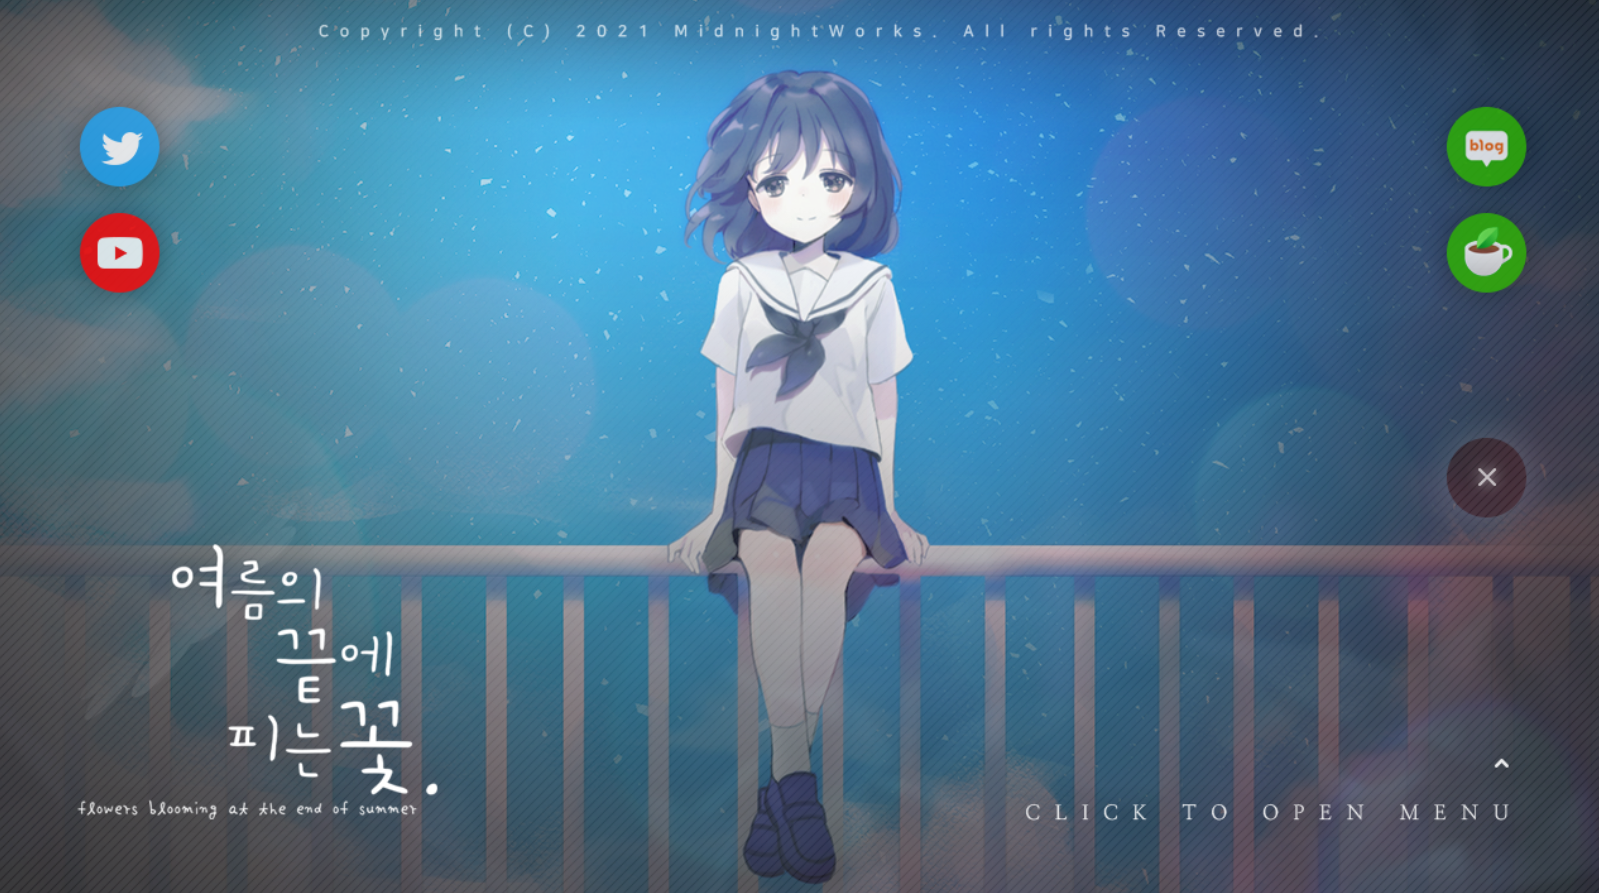 Copyright (C) 2021 MidnightWorks. All rights Reserved.
blog
여름의
끝에
피는 꽃.
flowers blooming at the end of summer
CLICK TO OPEN MENU